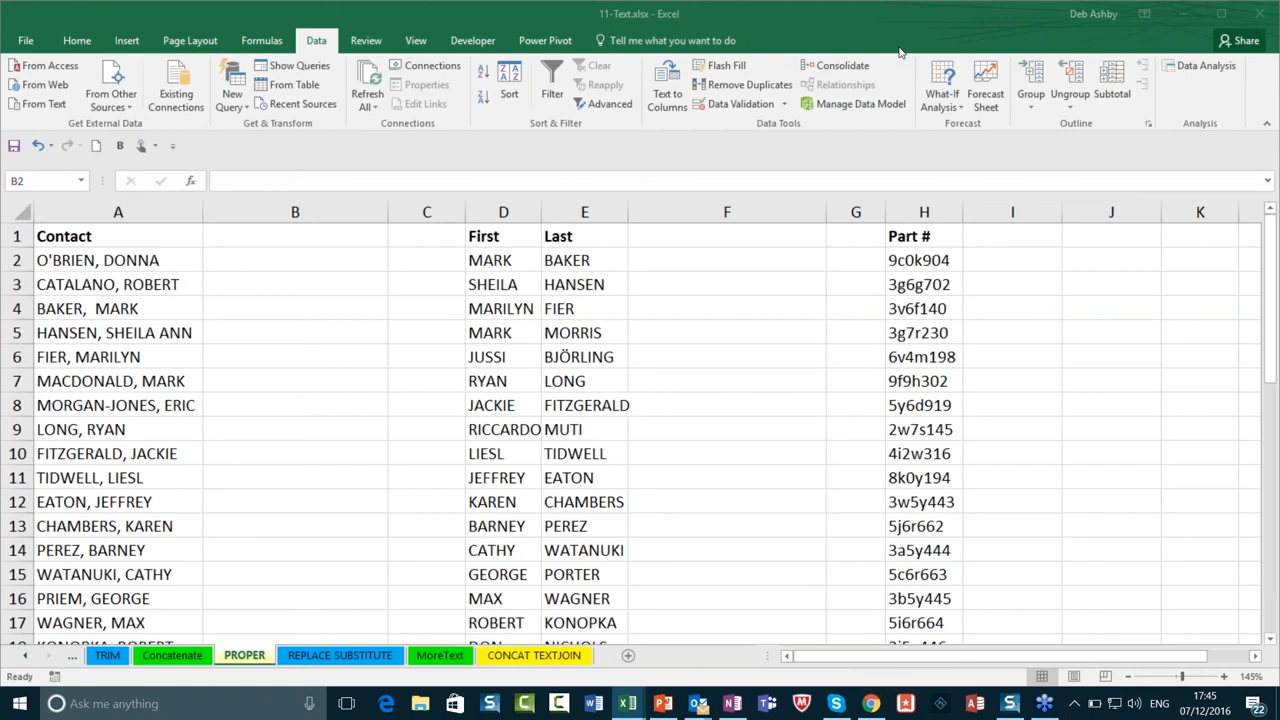 11-Text.xlsx - Excel
Deb Ashby
File Home Insert Page Layout Formulas Data Review View Developer Power Pivot Tell me what you want to do Share
From Access
From Web
From Text
From Other Sources
Existing Connections
Get External Data
New Query
Show Queries
From Table
Recent Sources
Get & Transform
Refresh All
Connections
Properties
Edit Links
Connections
Sort
Filter
Clear
Reapply
Advanced
Sort & Filter
Text to Columns
Flash Fill
Remove Duplicates
Data Validation
Consolidate
Relationships
Manage Data Model
Data Tools
What-If Analysis
Forecast Sheet
Forecast
Group
Ungroup
Subtotal
Outline
Data Analysis
Analysis
B
B2 fx
A B C D E F G H I J K
1 Contact First Last Part #
2 O'BRIEN, DONNA MARK BAKER 9c0k904
3 CATALANO, ROBERT SHEILA HANSEN 3g6g702
4 BAKER,  MARK MARILYN FIER 3v6f140
5 HANSEN, SHEILA ANN MARK MORRIS 3g7r230
6 FIER, MARILYN JUSSI BJÖRLING 6v4m198
7 MACDONALD, MARK RYAN LONG 9f9h302
8 MORGAN-JONES, ERIC JACKIE FITZGERALD 5y6d919
9 LONG, RYAN RICCARDO MUTI 2w7s145
10 FITZGERALD, JACKIE LIESL TIDWELL 4i2w316
11 TIDWELL, LIESL JEFFREY EATON 8k0y194
12 EATON, JEFFREY KAREN CHAMBERS 3w5y443
13 CHAMBERS, KAREN BARNEY PEREZ 5j6r662
14 PEREZ, BARNEY CATHY WATANUKI 3a5y444
15 WATANUKI, CATHY GEORGE PORTER 5c6r663
16 PRIEM, GEORGE MAX WAGNER 3b5y445
17 WAGNER, MAX ROBERT KONOPKA 5i6r664
... TRIM Concatenate PROPER REPLACE SUBSTITUTE MoreText CONCAT TEXTJOIN
Ready 145%
Ask me anything ENG 17:45
07/12/2016